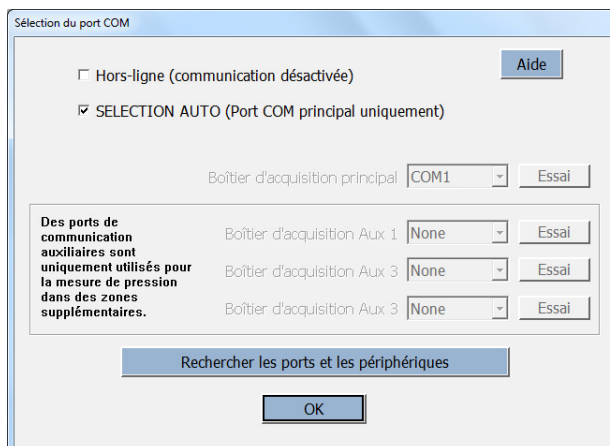 Sélection du port COM
Hors-ligne (communication désactivée)
Aide
SELECTION AUTO (Port COM principal uniquement)
Boîtier d'acquisition principal COM1 Essai
Des ports de
communication
auxiliaires sont
uniquement utilisés pour
la mesure de pression
dans des zones
supplémentaires.
Boîtier d'acquisition Aux 1 None Essai
Boîtier d'acquisition Aux 3 None Essai
Boîtier d'acquisition Aux 3 None Essai
Rechercher les ports et les périphériques
OK